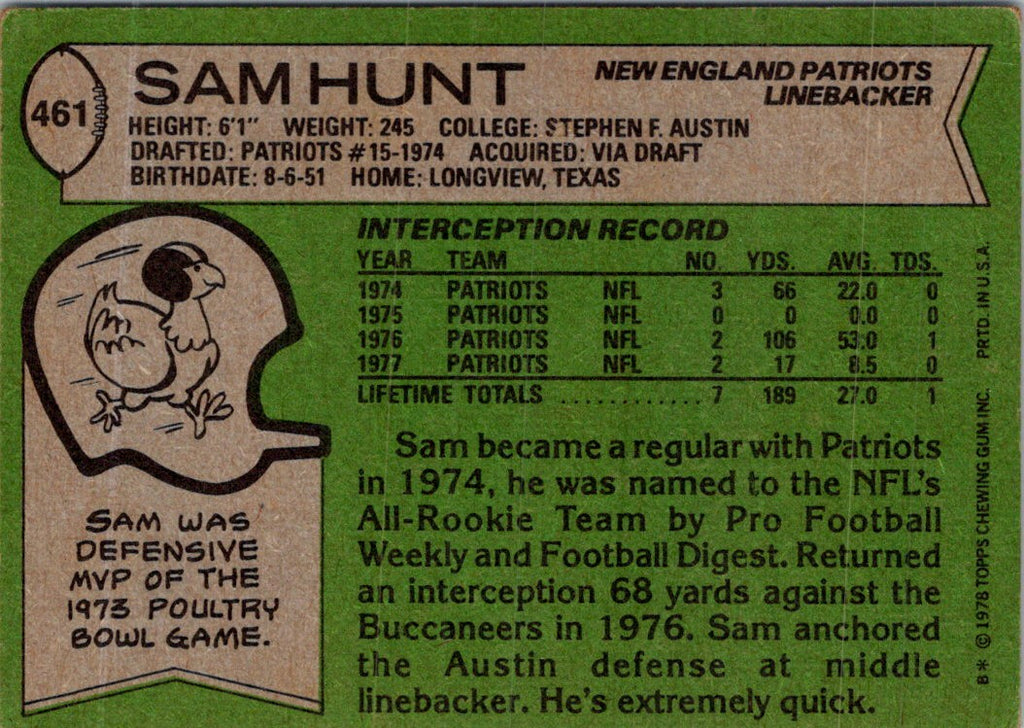 461
SAM HUNT
NEW ENGLAND PATRIOTS
LINEBACKER
HEIGHT: 6'1" WEIGHT: 245 COLLEGE: STEPHEN F. AUSTIN
DRAFTED: PATRIOTS #15-1974 ACQUIRED: VIA DRAFT
BIRTHDATE: 8-6-51 HOME: LONGVIEW, TEXAS
INTERCEPTION RECORD
YEAR TEAM NO. YDS. AVG. TDS.
1974 PATRIOTS NFL 3 66 22.0 0
1975 PATRIOTS NFL 0 0 0.0 0
1976 PATRIOTS NFL 2 106 53.0 1
1977 PATRIOTS NFL 2 17 8.5 0
LIFETIME TOTALS ............ 7 189 27.0 1
Sam became a regular with Patriots
in 1974, he was named to the NFL's
All-Rookie Team by Pro Football
Weekly and Football Digest. Returned
an interception 68 yards against the
Buccaneers in 1976. Sam anchored
the Austin defense at middle
linebacker. He's extremely quick.
SAM WAS
DEFENSIVE
MVP OF THE
1973 POULTRY
BOWL GAME.
B* © 1978 TOPPS CHEWING GUM INC. PRTD. IN U.S.A.